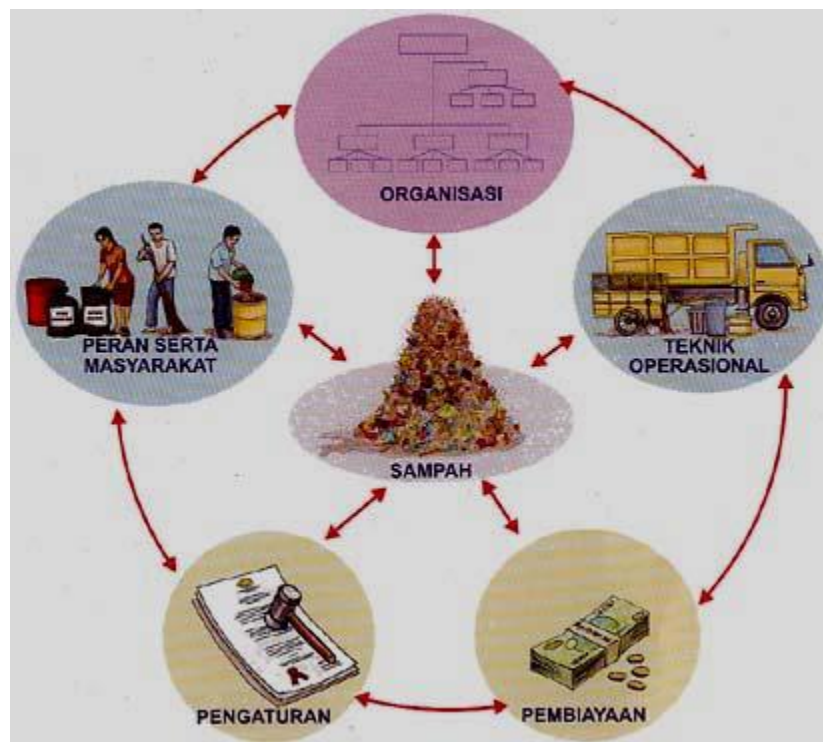 ORGANISASI
PERAN SERTA
MASYARAKAT
TEKNIK
OPERASIONAL
SAMPAH
PENGATURAN
PEMBIAYAAN